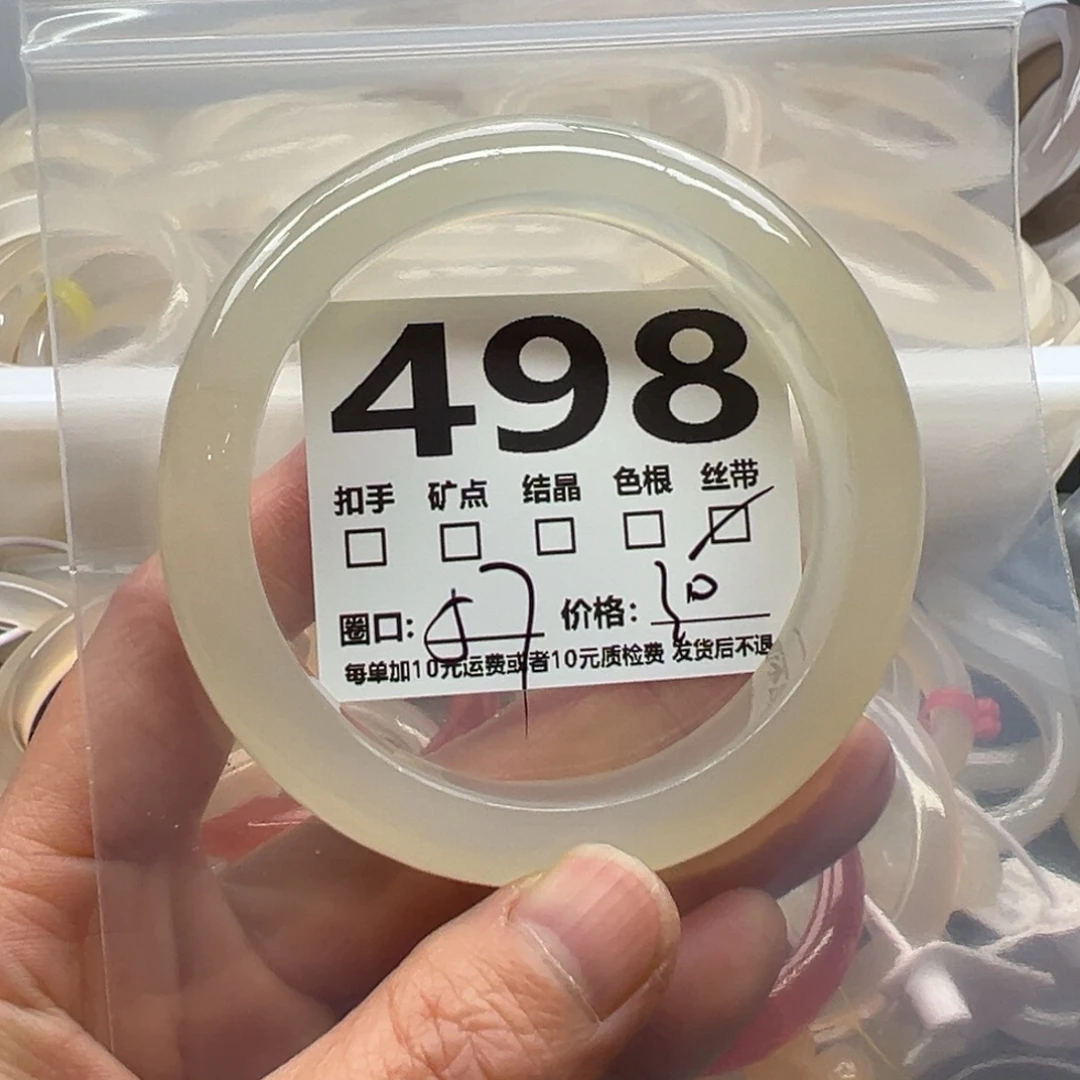 498
扣手 矿点 结晶 色根 丝带
圈口: 57 价格:
每单加10元运费或者10元质检费 发货后不退